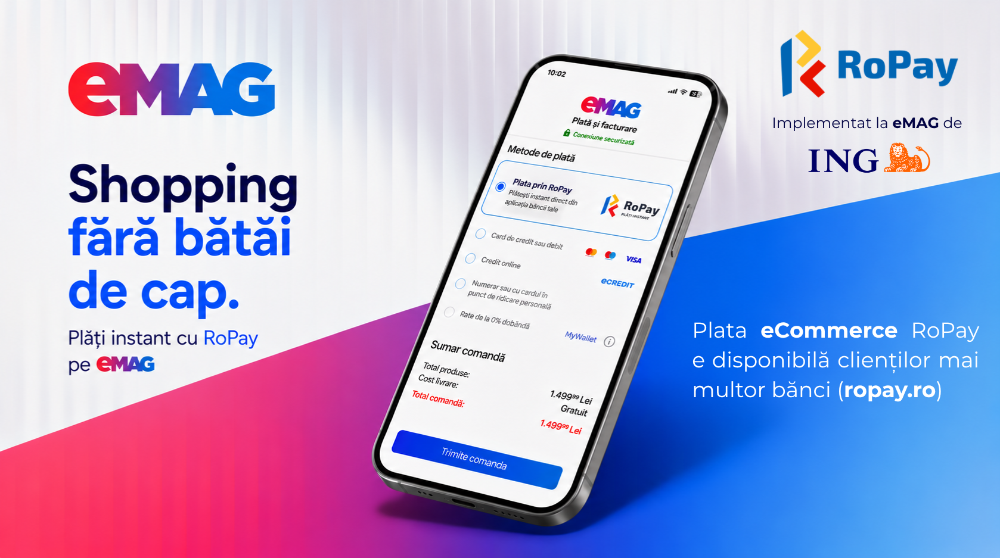 eMAG
Shopping
fără bătăi
de cap.
Plăți instant cu RoPay
pe eMAG
10:02
eMAG
Plată și facturare
Conexiune securizată
Metode de plată
Plata prin RoPay
Plătești instant direct din
aplicația băncii tale
RoPay
PLĂȚI INSTANT
Card de credit sau debit
VISA
Credit online
eCREDIT
Numerar sau cu cardul în
punct de ridicare personală
Rate de la 0% dobândă
MyWallet
Sumar comandă
Total produse:
1.499⁹⁹ Lei
Cost livrare:
Gratuit
Total comandă:
1.499⁹⁹ Lei
Trimite comanda
RoPay
Implementat la eMAG de
ING
Plata eCommerce RoPay
e disponibilă clienților mai
multor bănci (ropay.ro)